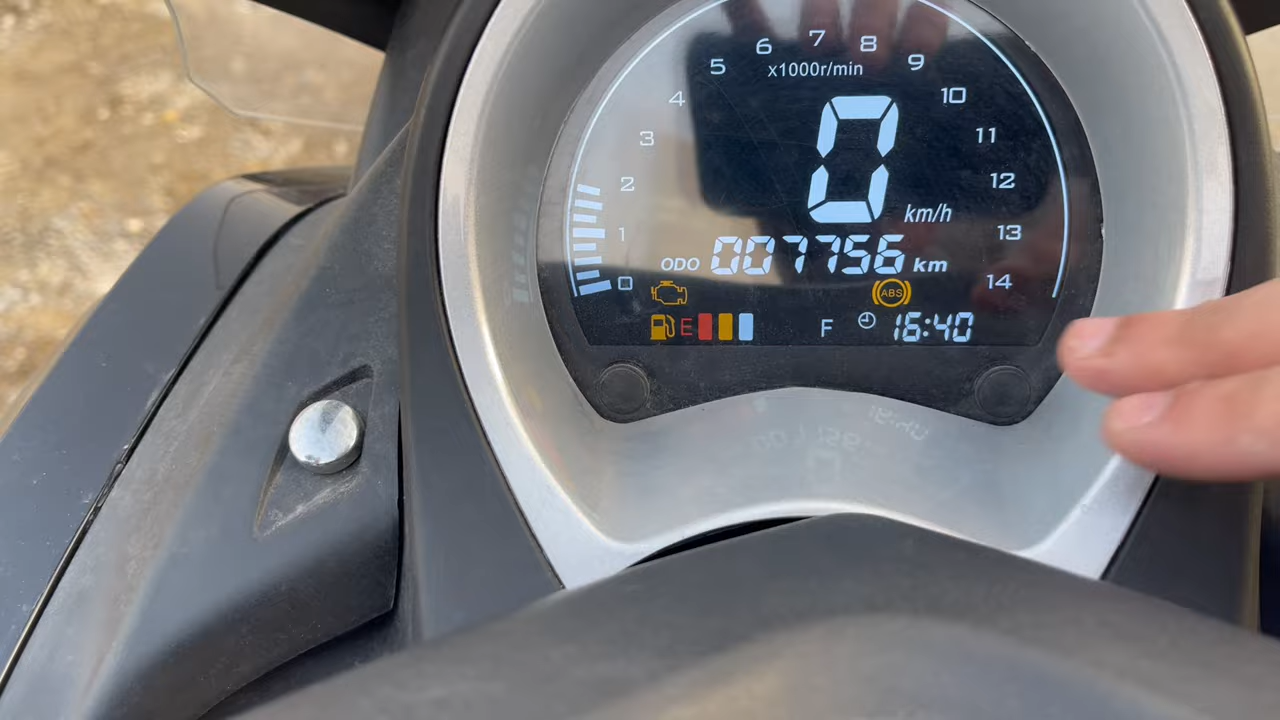 5 6 7 8 9
x1000r/min
4 10
3 11
2 0 12
km/h
1 13
ODO 007756 km
0 ABS 14
E F 16:40